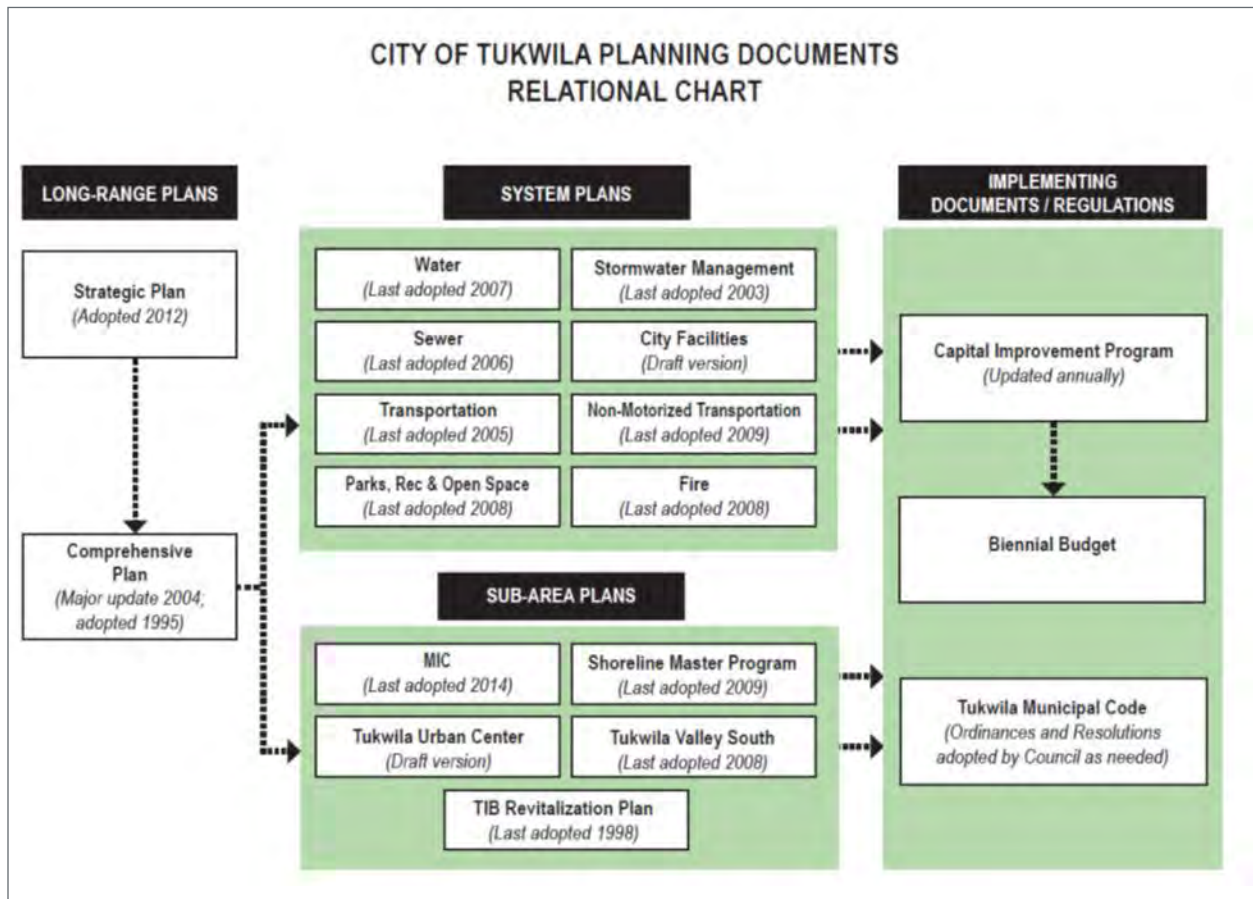 CITY OF TUKWILA PLANNING DOCUMENTS
RELATIONAL CHART
LONG-RANGE PLANS
Strategic Plan
(Adopted 2012)
Comprehensive
Plan
(Major update 2004;
adopted 1995)
SYSTEM PLANS
Water
(Last adopted 2007)
Stormwater Management
(Last adopted 2003)
Sewer
(Last adopted 2006)
City Facilities
(Draft version)
Transportation
(Last adopted 2005)
Non-Motorized Transportation
(Last adopted 2009)
Parks, Rec & Open Space
(Last adopted 2008)
Fire
(Last adopted 2008)
SUB-AREA PLANS
MIC
(Last adopted 2014)
Shoreline Master Program
(Last adopted 2009)
Tukwila Urban Center
(Draft version)
Tukwila Valley South
(Last adopted 2008)
TIB Revitalization Plan
(Last adopted 1998)
IMPLEMENTING
DOCUMENTS / REGULATIONS
Capital Improvement Program
(Updated annually)
Biennial Budget
Tukwila Municipal Code
(Ordinances and Resolutions
adopted by Council as needed)